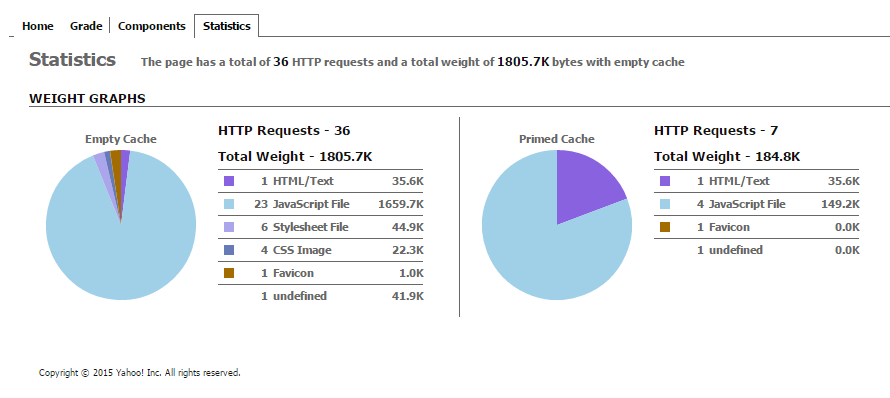 Home Grade Components Statistics
Statistics The page has a total of 36 HTTP requests and a total weight of 1805.7K bytes with empty cache
WEIGHT GRAPHS
Empty Cache
HTTP Requests - 36
Total Weight - 1805.7K
1 HTML/Text 35.6K
23 JavaScript File 1659.7K
6 Stylesheet File 44.9K
4 CSS Image 22.3K
1 Favicon 1.0K
1 undefined 41.9K
Primed Cache
HTTP Requests - 7
Total Weight - 184.8K
1 HTML/Text 35.6K
4 JavaScript File 149.2K
1 Favicon 0.0K
1 undefined 0.0K
Copyright © 2015 Yahoo! Inc. All rights reserved.